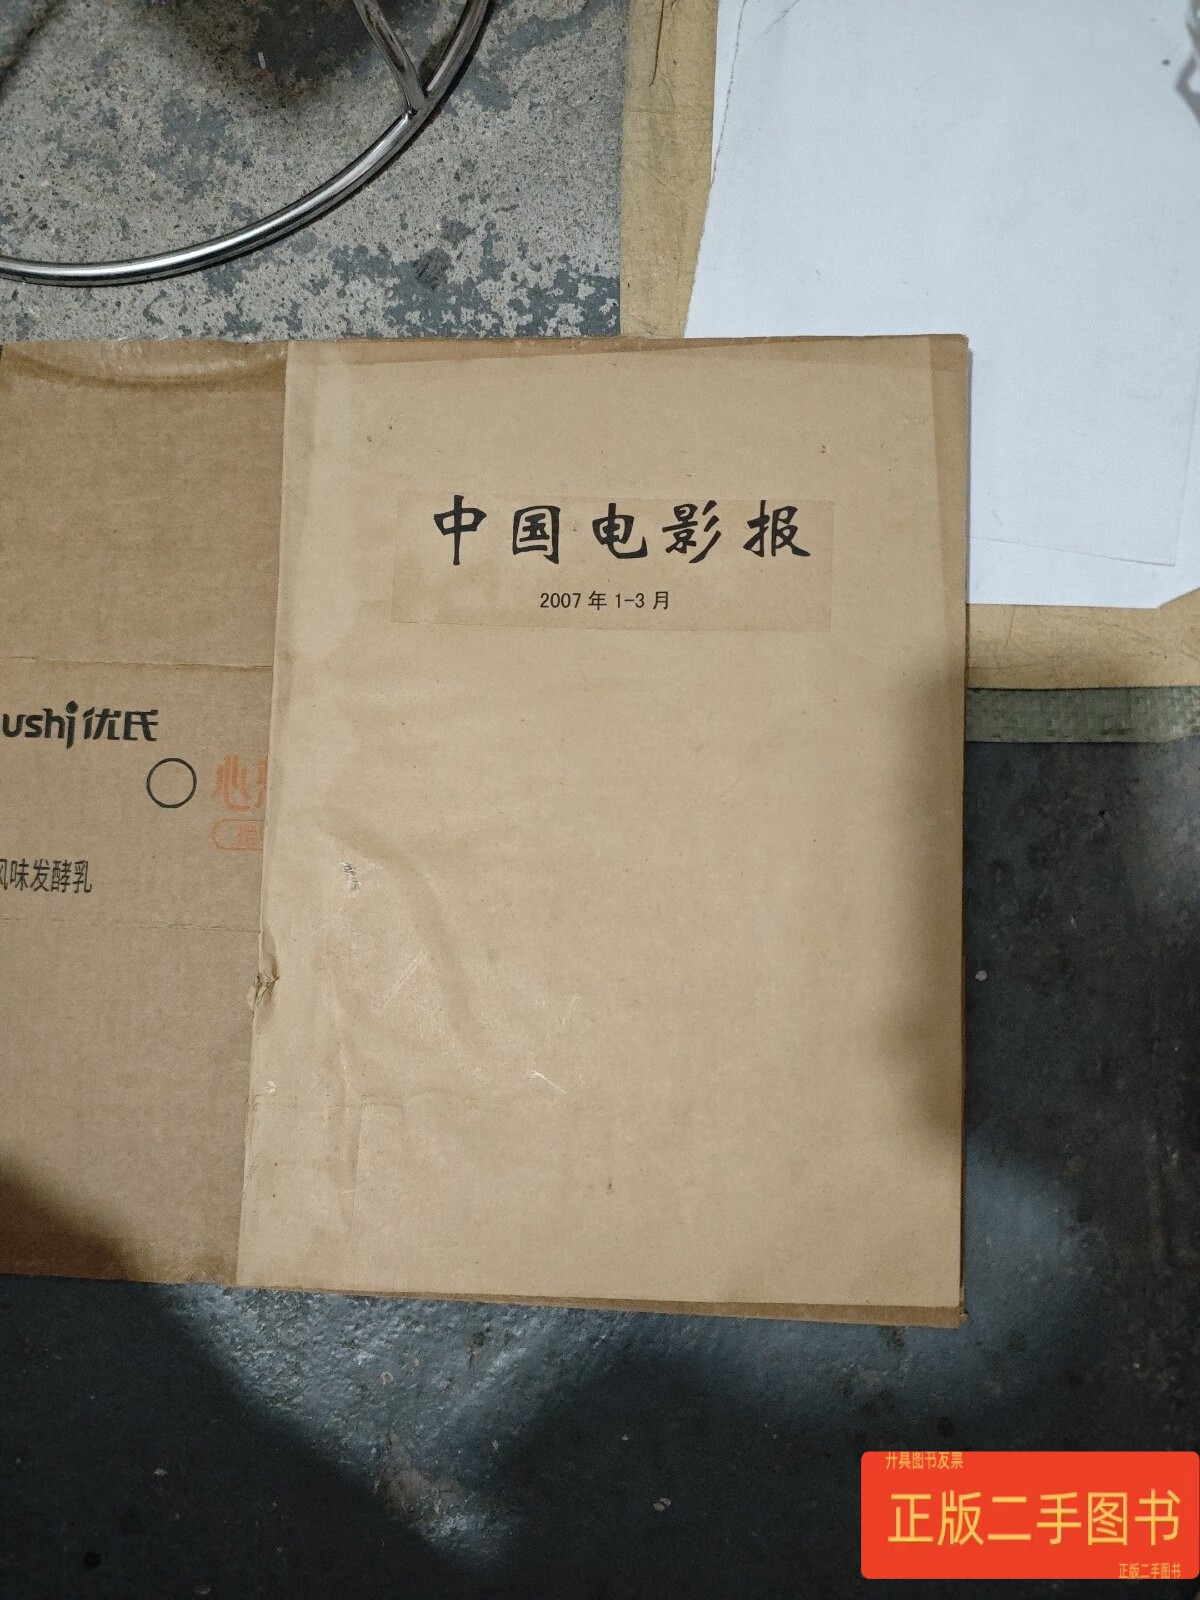 中国电影报
2007年1-3月
ushi优氏
风味发酵乳
开具图书发票
正版二手图书
正版二手图书